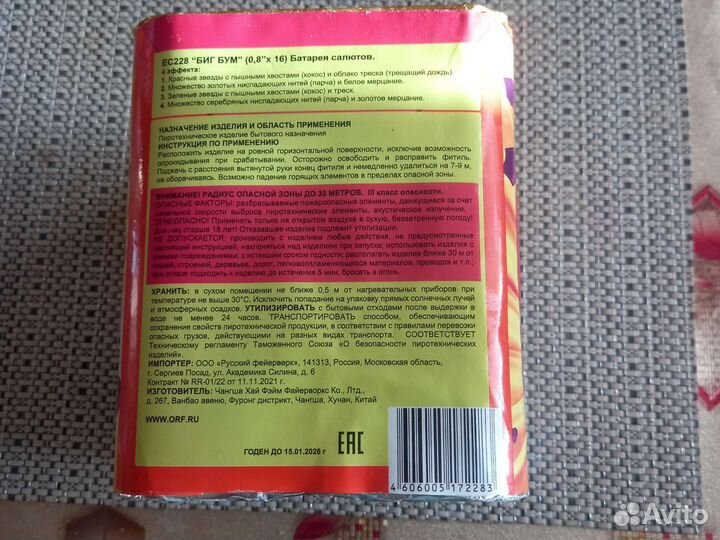 ЕС228 "БИГ БУМ" (0,8"х 16) Батарея салютов.
4 эффекта:
1. Красные звезды с пышными хвостами (кокос) и облако треска (трещащий дождь).
2. Множество золотых ниспадающих нитей (парча) и белое мерцание.
3. Зеленые звезды с пышными хвостами (кокос) и треск.
4. Множество серебряных ниспадающих нитей (парча) и золотое мерцание.
НАЗНАЧЕНИЕ ИЗДЕЛИЯ И ОБЛАСТЬ ПРИМЕНЕНИЯ
Пиротехническое изделие бытового назначения
ИНСТРУКЦИЯ ПО ПРИМЕНЕНИЮ
Расположить изделие на ровной горизонтальной поверхности, исключив возможность
опрокидывания при срабатывании. Осторожно освободить и расправить фитиль.
Поджечь с расстояния вытянутой руки конец фитиля и немедленно удалиться на 7-9 м,
не оборачиваясь. Возможно падение горящих элементов в пределах опасной зоны.
ВНИМАНИЕ! РАДИУС ОПАСНОЙ ЗОНЫ ДО 30 МЕТРОВ. III класс опасности.
ОПАСНЫЕ ФАКТОРЫ: разбрасываемые пожароопасные элементы, движущиеся за счет
начальной скорости выброса пиротехнические элементы, акустическое излучение.
ОГНЕОПАСНО! Применять только на открытом воздухе в сухую, безветренную погоду!
Для лиц старше 18 лет! Отказавшее изделие подлежит утилизации.
НЕ ДОПУСКАЕТСЯ: производить с изделием любые действия, не предусмотренные
настоящей инструкцией; наклоняться над изделием при запуске; использовать изделия с
явными повреждениями; с истекшим сроком годности; располагать изделие ближе 30 м от
людей, строений, деревьев, дорог, легковоспламеняющихся материалов, проводов и т.п.;
при отказе подходить к изделию до истечения 5 мин; бросать в огонь.
ХРАНИТЬ: в сухом помещении не ближе 0,5 м от нагревательных приборов при
температуре не выше 30°С. Исключить попадание на упаковку прямых солнечных лучей
и атмосферных осадков. УТИЛИЗИРОВАТЬ с бытовыми отходами после выдержки в
воде не менее 24 часов. ТРАНСПОРТИРОВАТЬ способом, обеспечивающим
сохранение свойств пиротехнической продукции, в соответствии с правилами перевозки
опасных грузов, действующими на разных видах транспорта. СООТВЕТСТВУЕТ
Техническому регламенту Таможенного Союза «О безопасности пиротехнических
изделий».
ИМПОРТЕР: ООО «Русский фейерверк», 141313, Россия, Московская область,
г. Сергиев Посад, ул. Академика Силина, д. 6
Контракт № RR-01/22 от 11.11.2021 г.
ИЗГОТОВИТЕЛЬ: Чангша Хай Фэйм Файерворкс Ко., Лтд.,
д. 267, Ванбао авеню, Фуронг дистрикт, Чангша, Хунан, Китай
WWW.ORF.RU
ГОДЕН ДО 15.01.2026 г
ЕАС
4 606005 172283
Avito